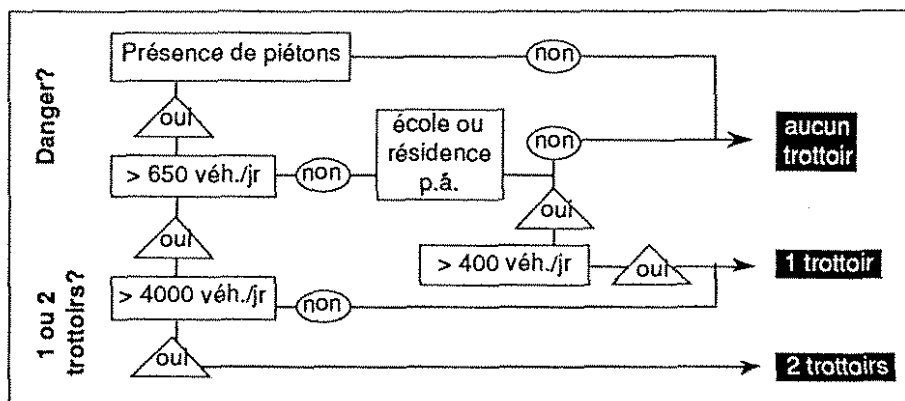 Danger?
1 ou 2
trottoirs?
Présence de piétons
non
oui
école ou
résidence
p.á.
non
aucun
trottoir
> 650 véh./jr
non
oui
oui
> 400 véh./jr
oui
1 trottoir
> 4000 véh./jr
non
oui
2 trottoirs